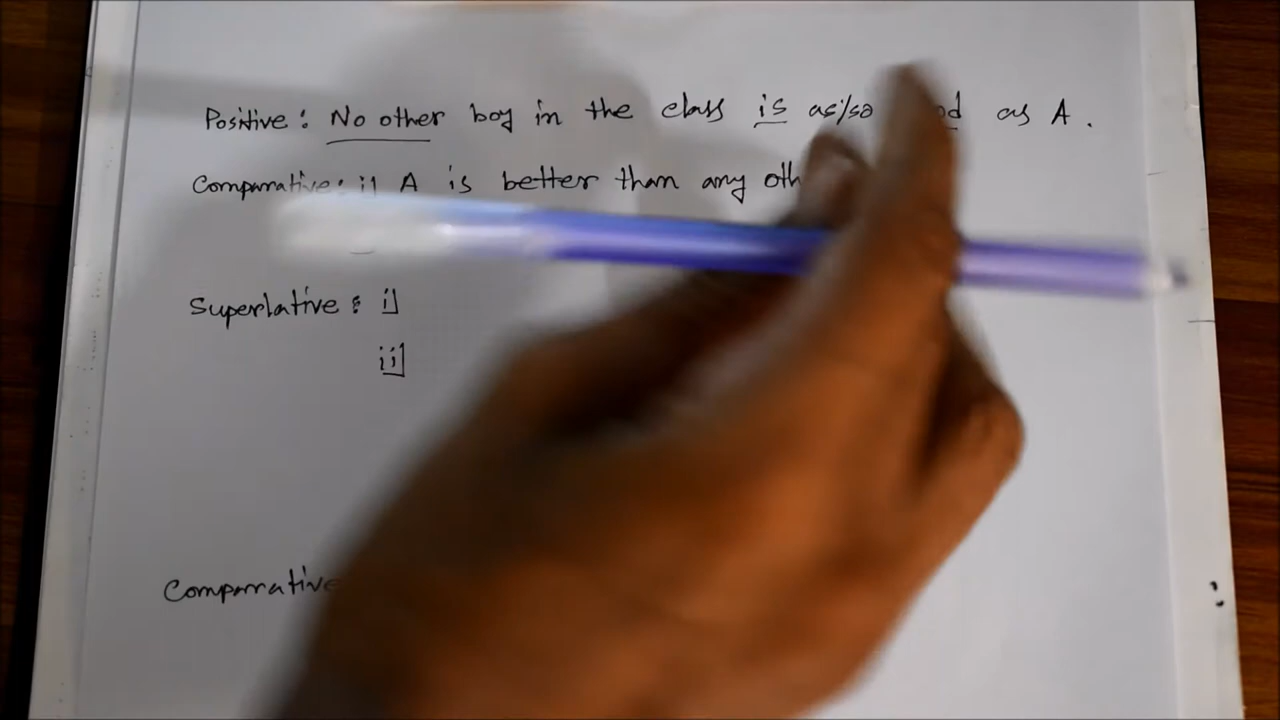 Positive : No other boy in the class is as/so as A .
Comparative : i] A is better than any
Superlative : i]
ii]
Comparative